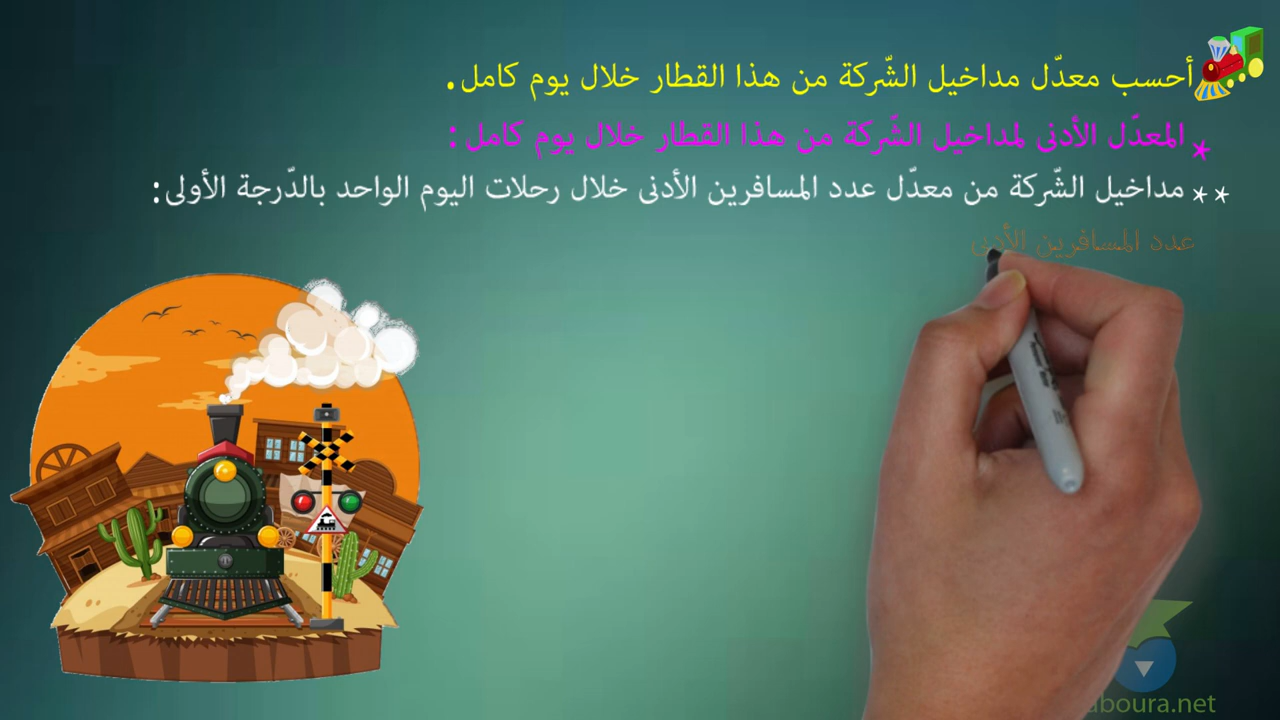 أحسب معدّل مداخيل الشّركة من هذا القطار خلال يوم كامل.
* المعدّل الأدنى لمداخيل الشّركة من هذا القطار خلال يوم كامل:
** مداخيل الشّركة من معدّل عدد المسافرين الأدنى خلال رحلات اليوم الواحد بالدّرجة الأولى:
عدد المسافرين الأدنى
aboura.net